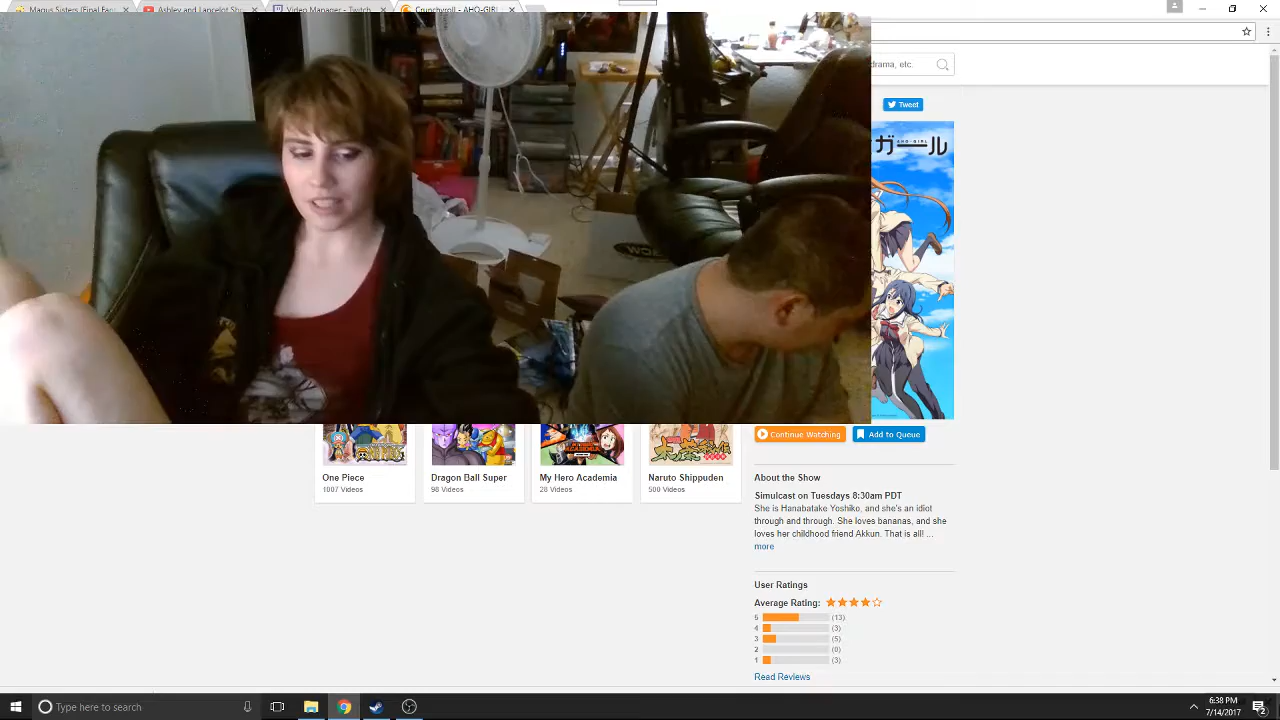 Magus Sisters (Final Fan
Ashley and Lancelot Shu
Video Manager - Twitch
Crunchyroll - AHO-GIRL
drama, etc.
Tweet
AHO-GIRL
ガール
Continue Watching
Add to Queue
One Piece
1007 Videos
Dragon Ball Super
98 Videos
My Hero Academia
28 Videos
Naruto Shippuden
500 Videos
About the Show
Simulcast on Tuesdays 8:30am PDT
She is Hanabatake Yoshiko, and she's an idiot
through and through. She loves bananas, and she
loves her childhood friend Akkun. That is all! ...
more
User Ratings
Average Rating:
5 (13)
4 (3)
3 (5)
2 (0)
1 (3)
Read Reviews
Type here to search
6:38 PM
7/14/2017